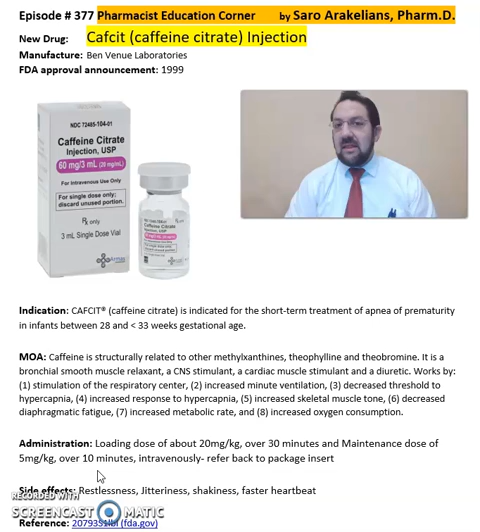 Episode # 377 Pharmacist Education Corner by Saro Arakelians, Pharm.D.
New Drug: Cafcit (caffeine citrate) Injection
Manufacture: Ben Venue Laboratories
FDA approval announcement: 1999
NDC 72485-104-01
Caffeine Citrate
Injection, USP
60 mg/3 mL (20 mg/mL)
For Intravenous Use Only
For single dose only;
discard unused portion.
Rx only
3 mL Single Dose Vial
Caffeine Citrate
Injection, USP
Indication: CAFCIT® (caffeine citrate) is indicated for the short-term treatment of apnea of prematurity
in infants between 28 and < 33 weeks gestational age.
MOA: Caffeine is structurally related to other methylxanthines, theophylline and theobromine. It is a
bronchial smooth muscle relaxant, a CNS stimulant, a cardiac muscle stimulant and a diuretic. Works by:
(1) stimulation of the respiratory center, (2) increased minute ventilation, (3) decreased threshold to
hypercapnia, (4) increased response to hypercapnia, (5) increased skeletal muscle tone, (6) decreased
diaphragmatic fatigue, (7) increased metabolic rate, and (8) increased oxygen consumption.
Administration: Loading dose of about 20mg/kg, over 30 minutes and Maintenance dose of
5mg/kg, over 10 minutes, intravenously- refer back to package insert
Side effects: Restlessness, Jitteriness, shakiness, faster heartbeat
RECORDED WITH
SCREENCAST MATIC
Reference: 2079351lbl (fda.gov)